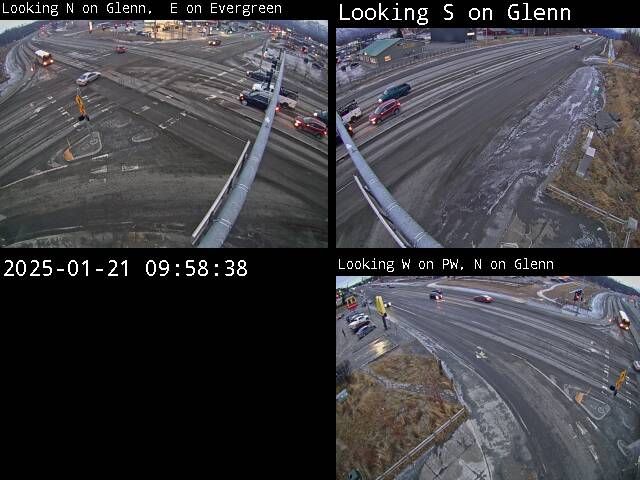 Looking N on Glenn,  E on Evergreen
Looking S on Glenn
2025-01-21 09:58:38
Looking W on PW, N on Glenn